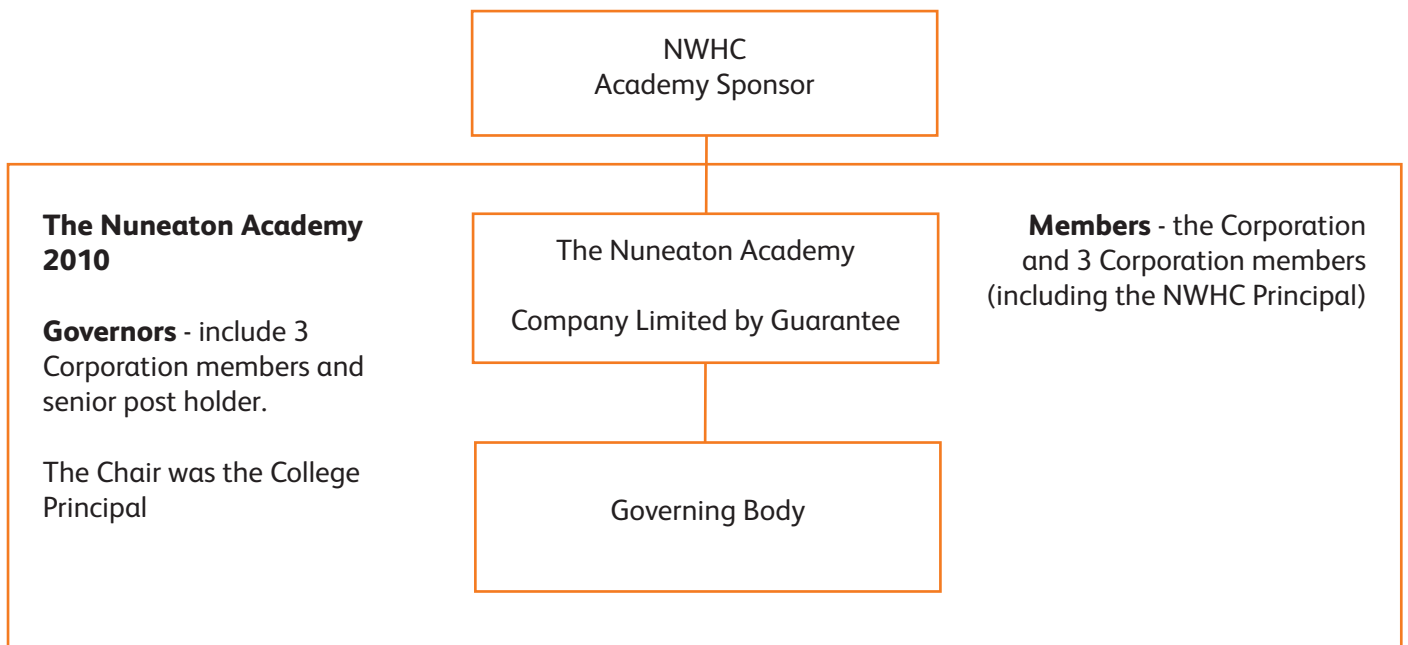 NWHC
Academy Sponsor
The Nuneaton Academy
2010
Governors - include 3
Corporation members and
senior post holder.
The Chair was the College
Principal
The Nuneaton Academy
Company Limited by Guarantee
Governing Body
Members - the Corporation
and 3 Corporation members
(including the NWHC Principal)